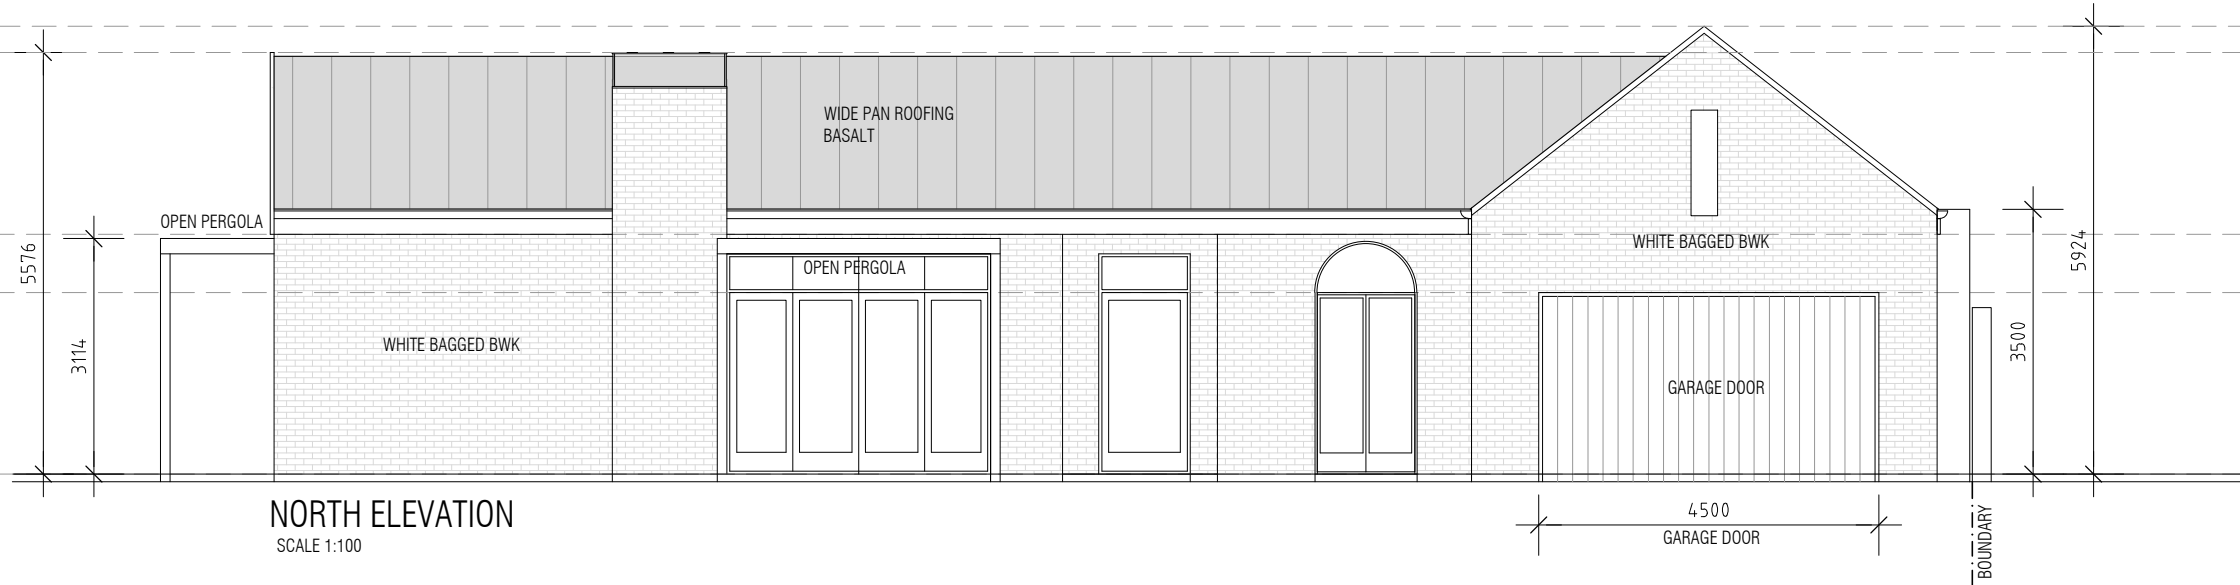 WIDE PAN ROOFING
BASALT
OPEN PERGOLA
5576
3114
WHITE BAGGED BWK
OPEN PERGOLA
WHITE BAGGED BWK
GARAGE DOOR
5924
3500
NORTH ELEVATION
SCALE 1:100
4500
GARAGE DOOR
BOUNDARY